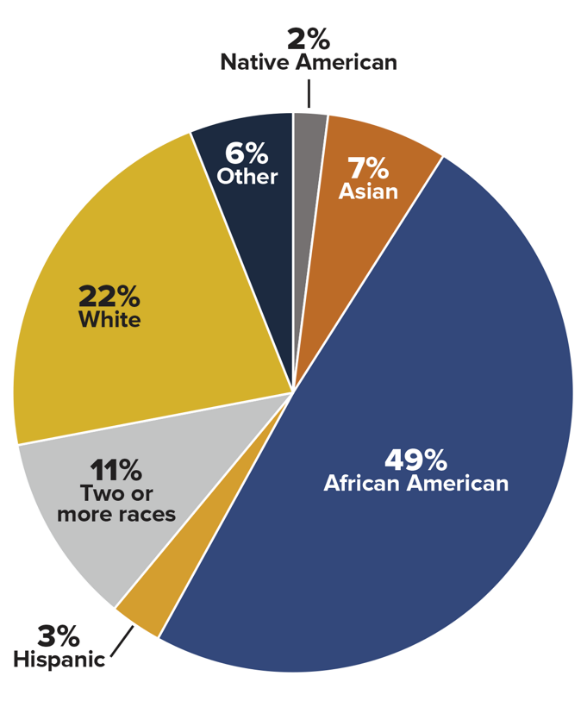 2%
Native American
7%
Asian
49%
African American
3%
Hispanic
11%
Two or
more races
22%
White
6%
Other